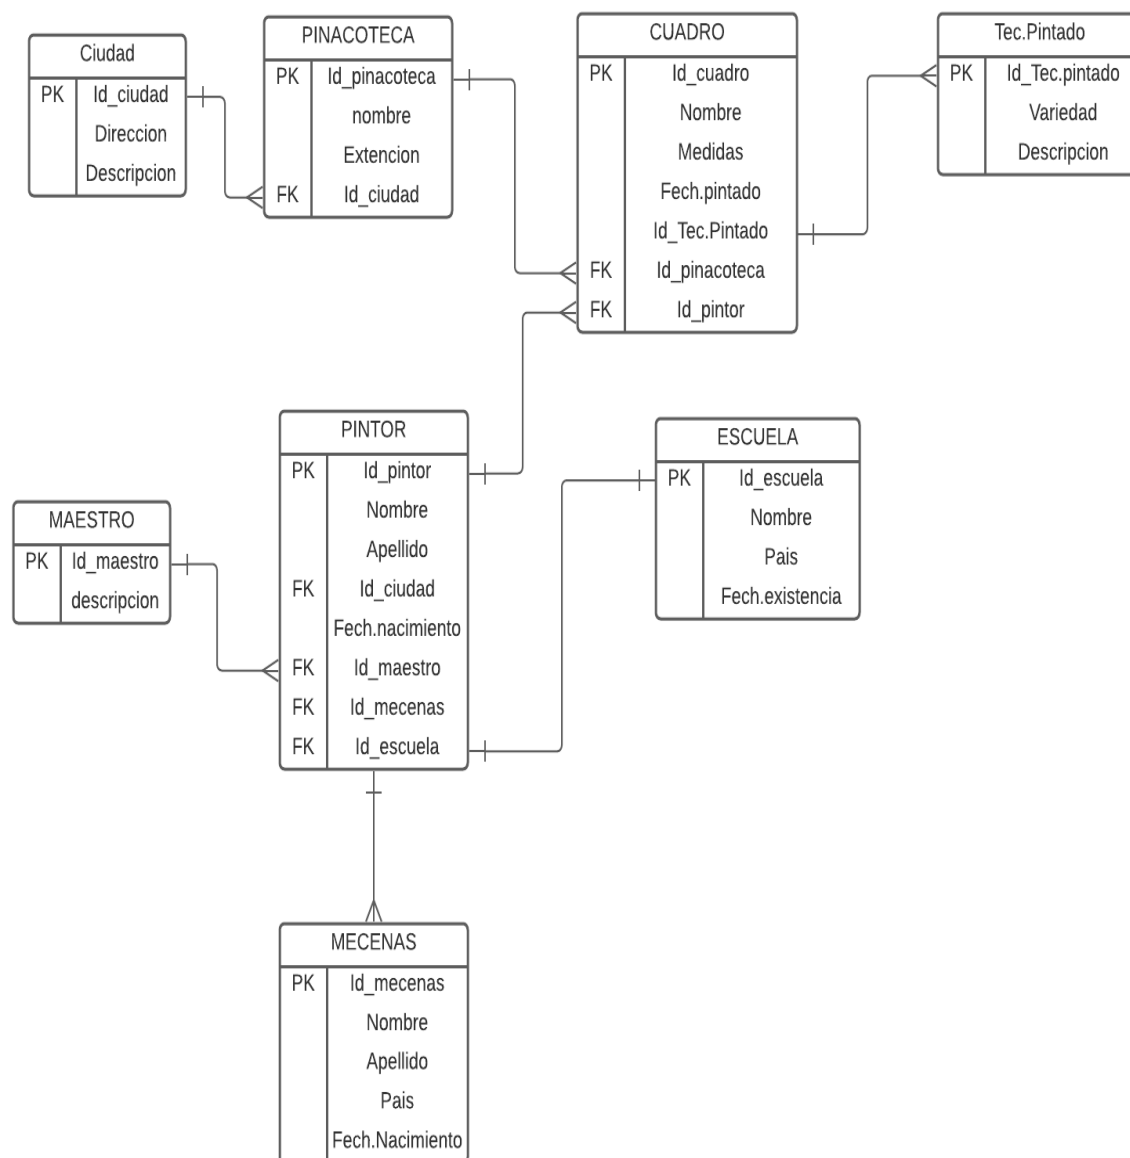 Ciudad
PK Id_ciudad
Direccion
Descripcion
PINACOTECA
PK Id_pinacoteca
nombre
Extencion
FK Id_ciudad
CUADRO
PK Id_cuadro
Nombre
Medidas
Fech.pintado
Id_Tec.Pintado
FK Id_pinacoteca
FK Id_pintor
Tec.Pintado
PK Id_Tec.pintado
Variedad
Descripcion
PINTOR
PK Id_pintor
Nombre
Apellido
FK Id_ciudad
Fech.nacimiento
FK Id_maestro
FK Id_mecenas
FK Id_escuela
ESCUELA
PK Id_escuela
Nombre
Pais
Fech.existencia
MAESTRO
PK Id_maestro
descripcion
MECENAS
PK Id_mecenas
Nombre
Apellido
Pais
Fech.Nacimiento